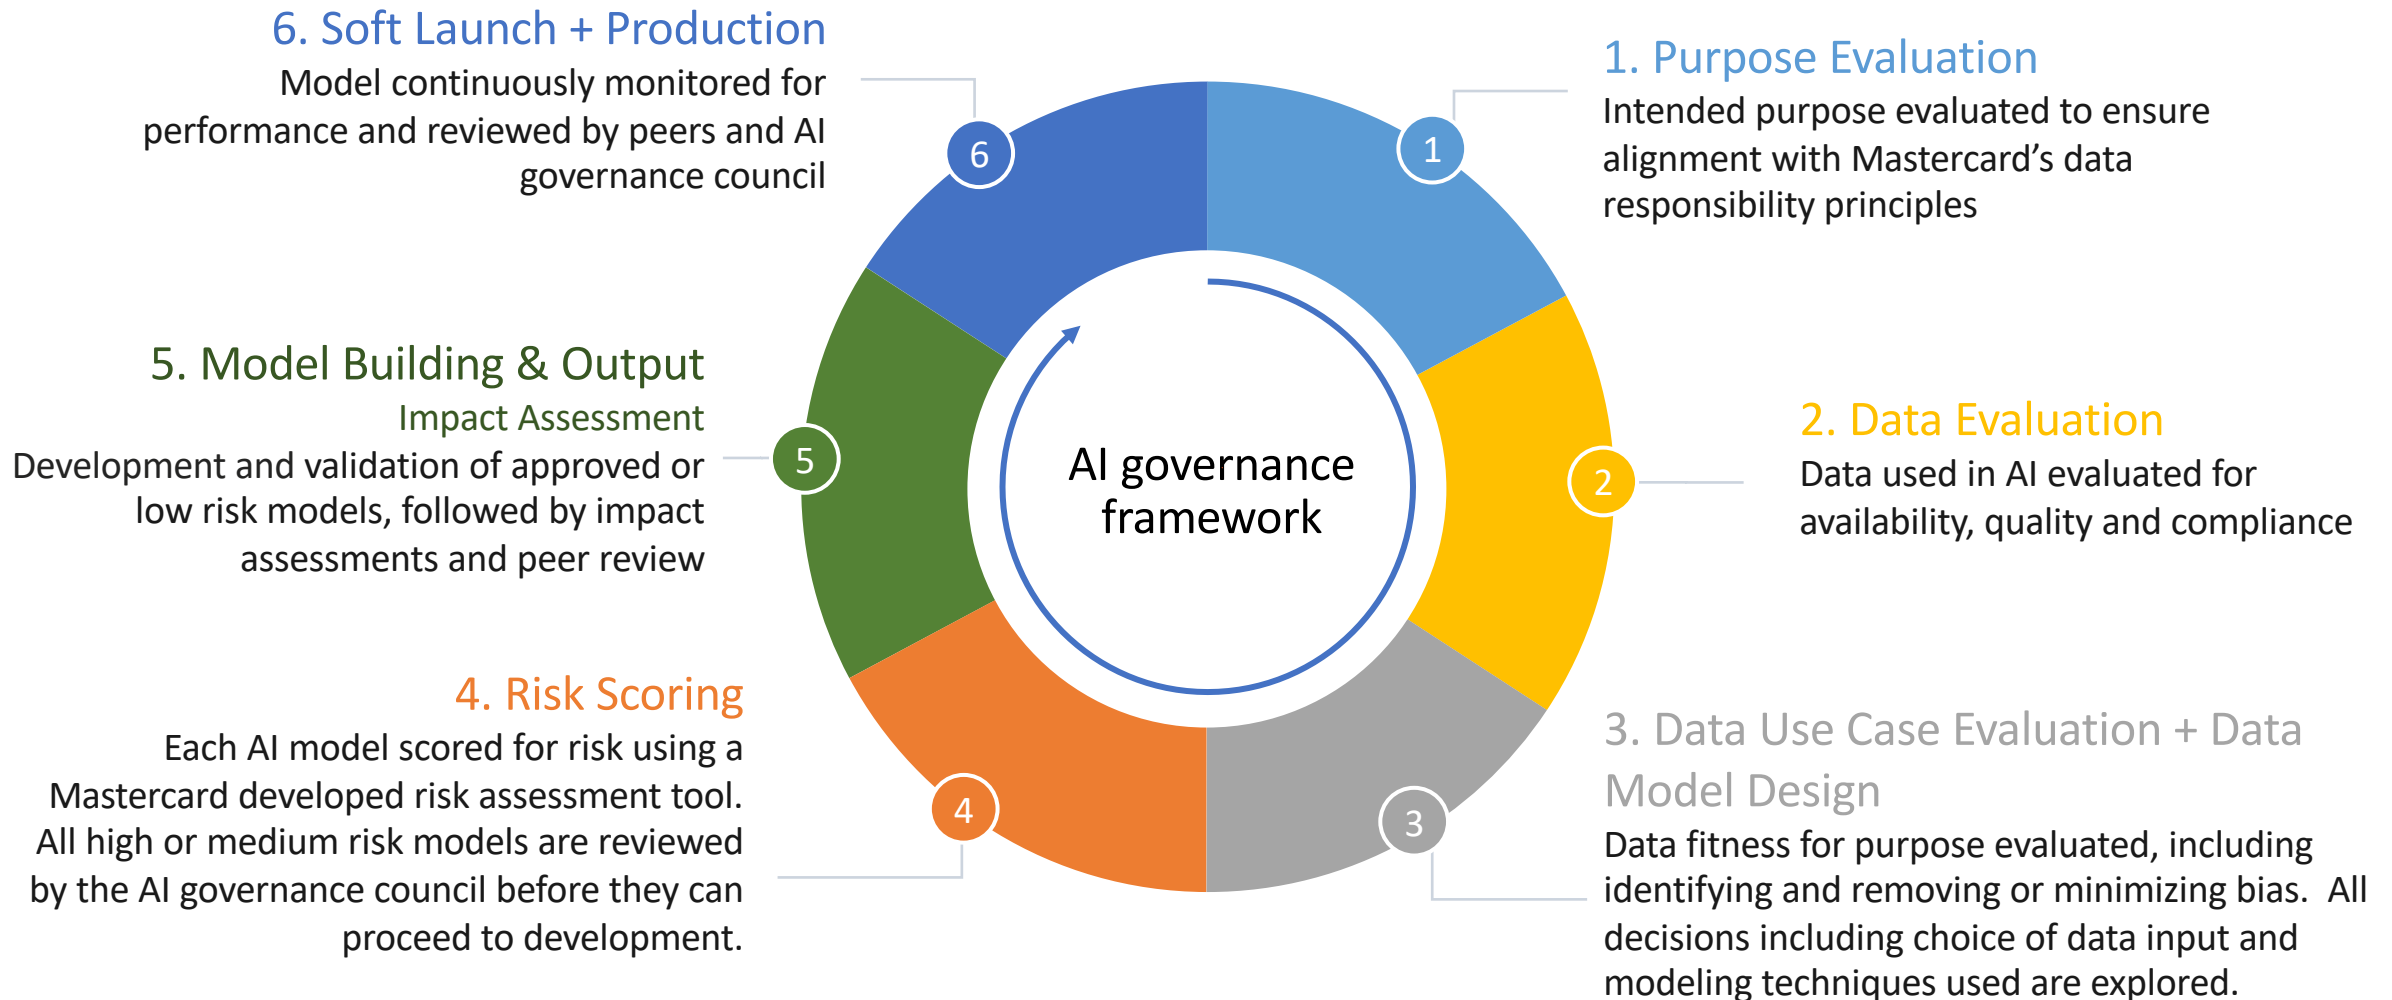 1. Purpose Evaluation
Intended purpose evaluated to ensure
alignment with Mastercard’s data
responsibility principles
2. Data Evaluation
Data used in AI evaluated for
availability, quality and compliance
3. Data Use Case Evaluation + Data
Model Design
Data fitness for purpose evaluated, including
identifying and removing or minimizing bias.  All
decisions including choice of data input and
modeling techniques used are explored.
4. Risk Scoring
Each AI model scored for risk using a
Mastercard developed risk assessment tool.
All high or medium risk models are reviewed
by the AI governance council before they can
proceed to development.
5. Model Building & Output
Impact Assessment
Development and validation of approved or
low risk models, followed by impact
assessments and peer review
6. Soft Launch + Production
Model continuously monitored for
performance and reviewed by peers and AI
governance council
AI governance
framework
1
2
3
4
5
6